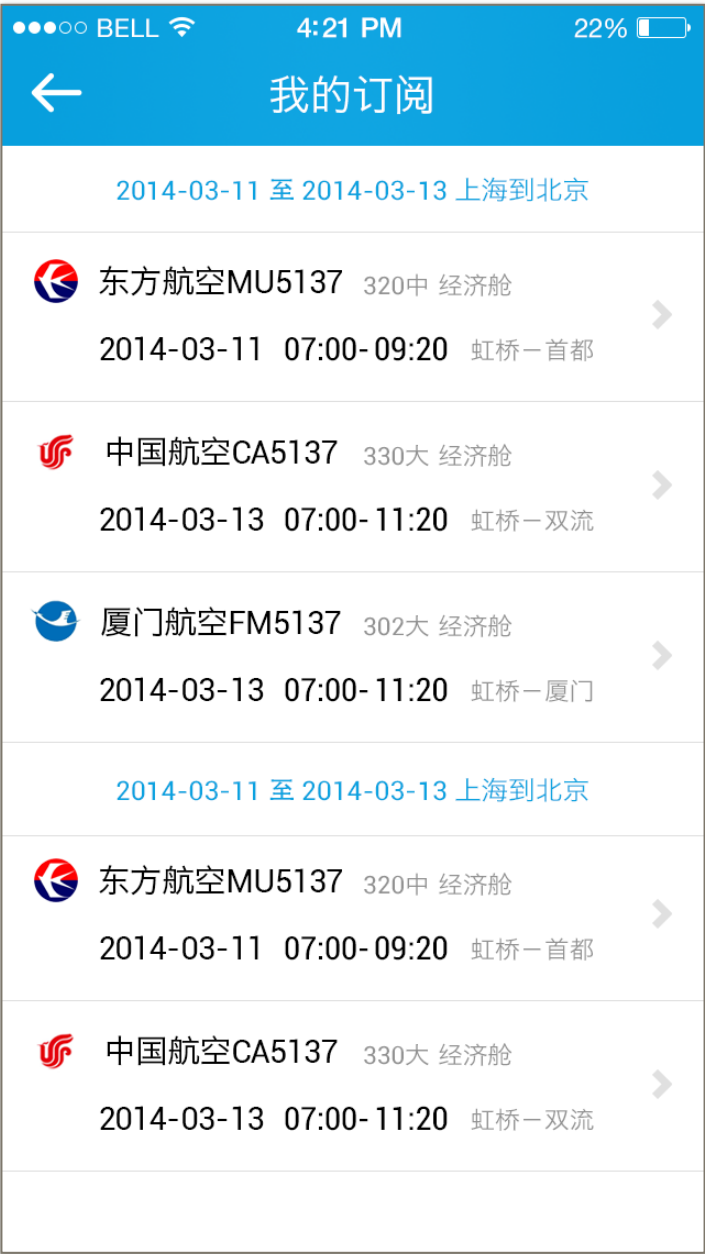 BELL 4:21 PM 22%
我的订阅
2014-03-11 至 2014-03-13 上海到北京
东方航空MU5137 320中 经济舱
2014-03-11 07:00-09:20 虹桥－首都
中国航空CA5137 330大 经济舱
2014-03-13 07:00-11:20 虹桥－双流
厦门航空FM5137 302大 经济舱
2014-03-13 07:00-11:20 虹桥－厦门
2014-03-11 至 2014-03-13 上海到北京
东方航空MU5137 320中 经济舱
2014-03-11 07:00-09:20 虹桥－首都
中国航空CA5137 330大 经济舱
2014-03-13 07:00-11:20 虹桥－双流